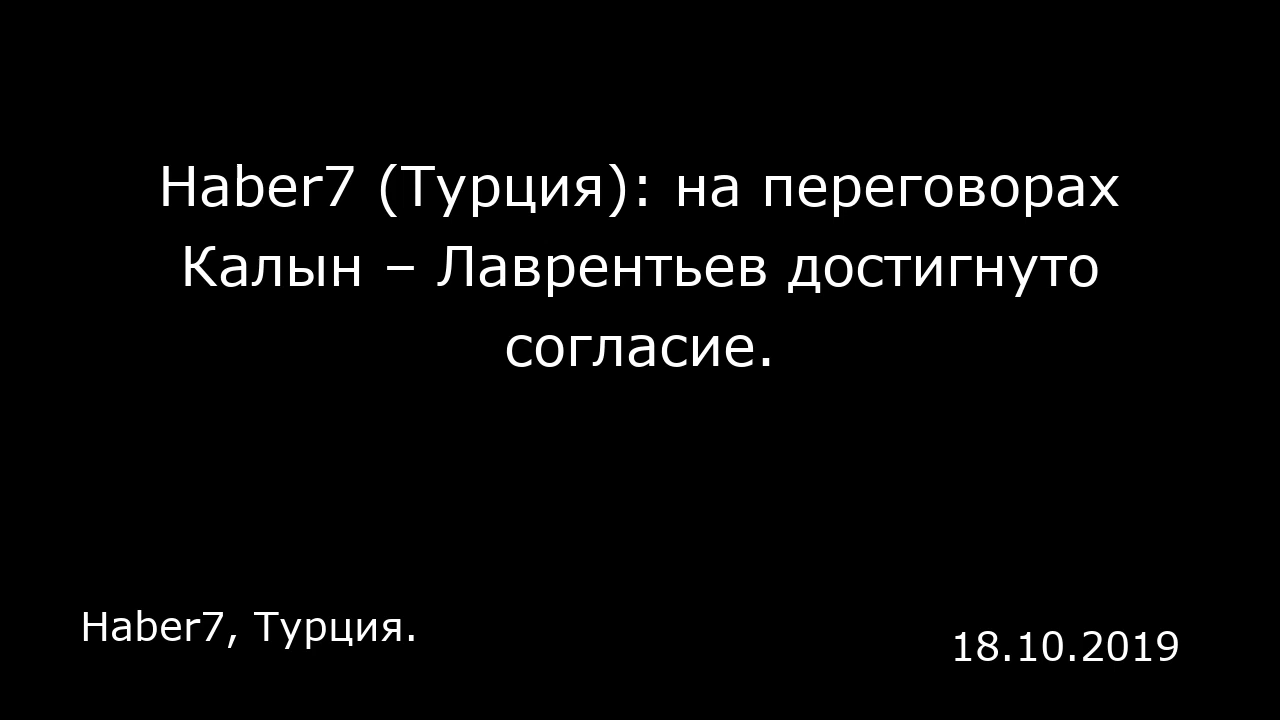 Haber7 (Турция): на переговорах
Калын – Лаврентьев достигнуто
согласие.
Haber7, Турция.
18.10.2019